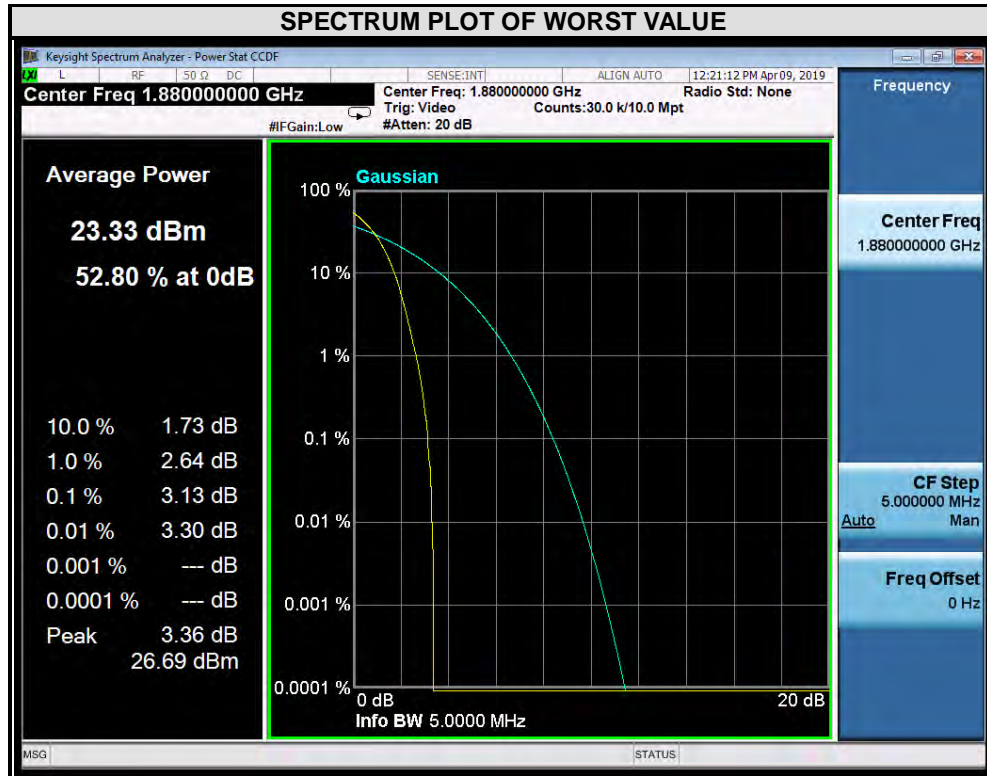 SPECTRUM PLOT OF WORST VALUE
Keysight Spectrum Analyzer - Power Stat CCDF
LXI L RF 50 Ω DC SENSE:INT ALIGN AUTO 12:21:12 PM Apr 09, 2019
Center Freq 1.880000000 GHz
Center Freq: 1.880000000 GHz Radio Std: None
Trig: Video Counts:30.0 k/10.0 Mpt
#IFGain:Low #Atten: 20 dB
Frequency
Average Power
23.33 dBm
52.80 % at 0dB
10.0 % 1.73 dB
1.0 % 2.64 dB
0.1 % 3.13 dB
0.01 % 3.30 dB
0.001 % --- dB
0.0001 % --- dB
Peak 3.36 dB
26.69 dBm
Gaussian
100 %
10 %
1 %
0.1 %
0.01 %
0.001 %
0.0001 %
0 dB 20 dB
Info BW 5.0000 MHz
Center Freq
1.880000000 GHz
CF Step
5.000000 MHz
Auto Man
Freq Offset
0 Hz
MSG STATUS